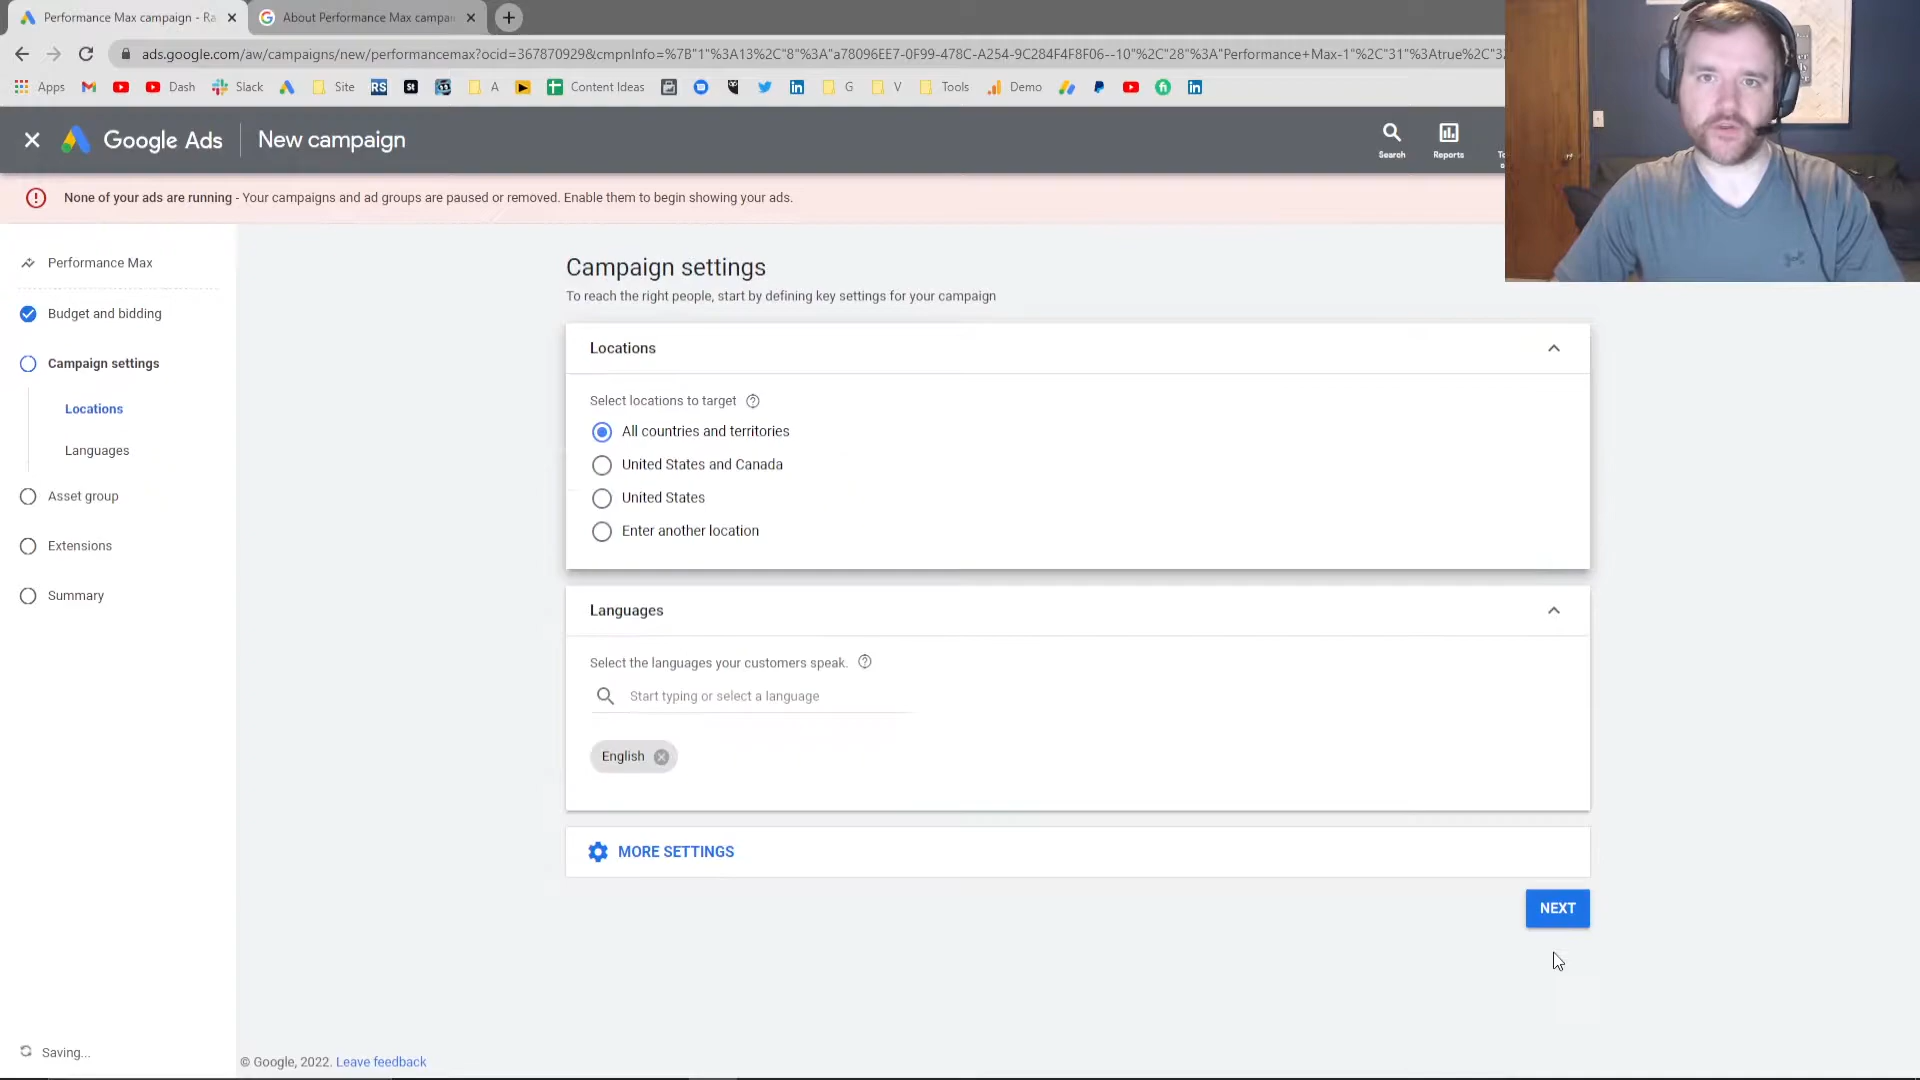 Performance Max campaign - Ra
About Performance Max campai
ads.google.com/aw/campaigns/new/performancemax?ocid=367870929&cmpnInfo=%7B"1"%3A13%2C"8"%3A"a78096EE7-0F99-478C-A254-9C284F4F8F06--10"%2C"28"%3A"Performance+Max-1"%2C"31"%3Atrue%2C"32
Apps
Dash
Slack
Site
RS
St
A
Content Ideas
G
V
Tools
Demo
Google Ads
New campaign
Search
Reports
None of your ads are running - Your campaigns and ad groups are paused or removed. Enable them to begin showing your ads.
Performance Max
Budget and bidding
Campaign settings
Locations
Languages
Asset group
Extensions
Summary
Saving...
Campaign settings
To reach the right people, start by defining key settings for your campaign
Locations
Select locations to target
All countries and territories
United States and Canada
United States
Enter another location
Languages
Select the languages your customers speak.
Start typing or select a language
English
MORE SETTINGS
NEXT
© Google, 2022. Leave feedback